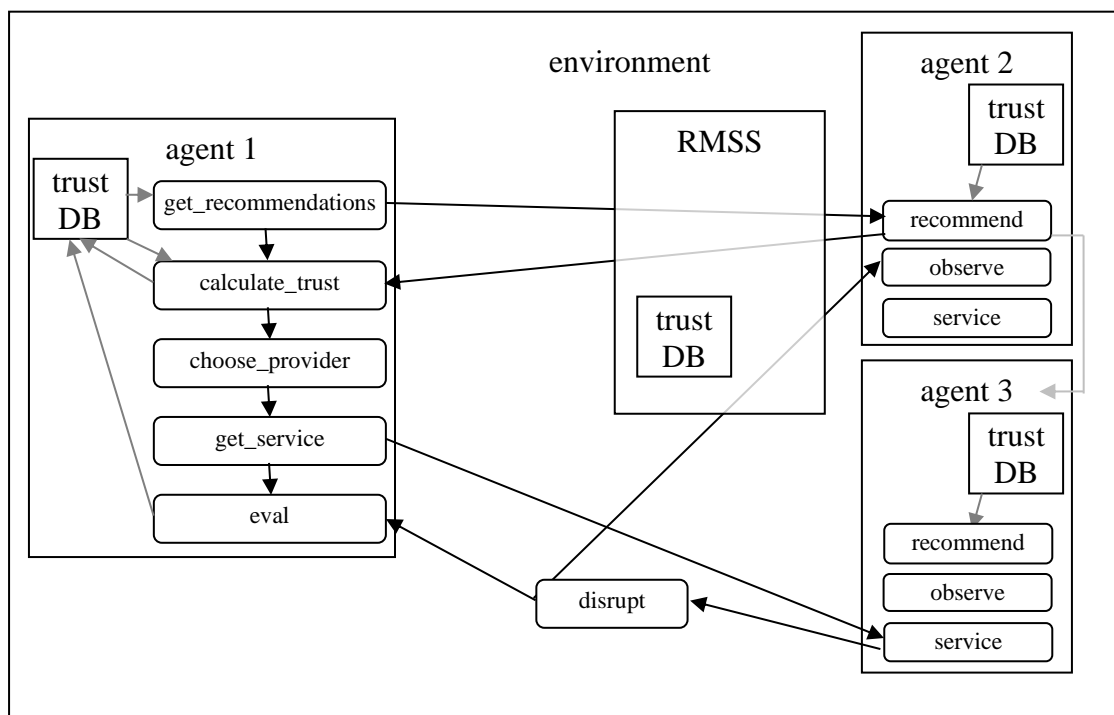 environment
agent 1
trust
DB
get_recommendations
calculate_trust
choose_provider
get_service
eval
RMSS
trust
DB
disrupt
agent 2
trust
DB
recommend
observe
service
agent 3
trust
DB
recommend
observe
service